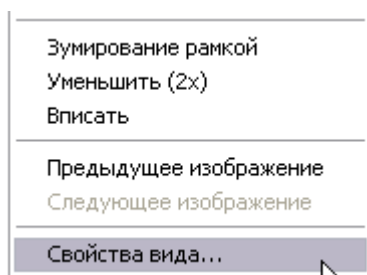 Зумирование рамкой
Уменьшить (2x)
Вписать
Предыдущее изображение
Следующее изображение
Свойства вида...